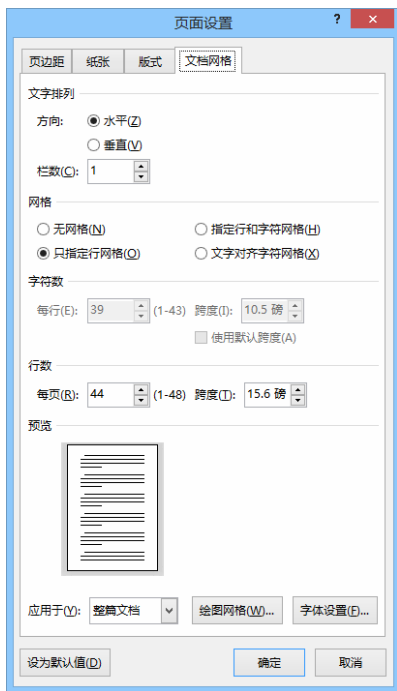 页面设置 ? ×
页边距 纸张 版式 文档网格
文字排列
方向: 水平(Z)
垂直(V)
栏数(C): 1
网格
无网格(N) 指定行和字符网格(H)
只指定行网格(O) 文字对齐字符网格(X)
字符数
每行(E): 39 (1-43) 跨度(I): 10.5 磅
使用默认跨度(A)
行数
每页(R): 44 (1-48) 跨度(T): 15.6 磅
预览
应用于(Y): 整篇文档 绘图网格(W)... 字体设置(F)...
设为默认值(D) 确定 取消